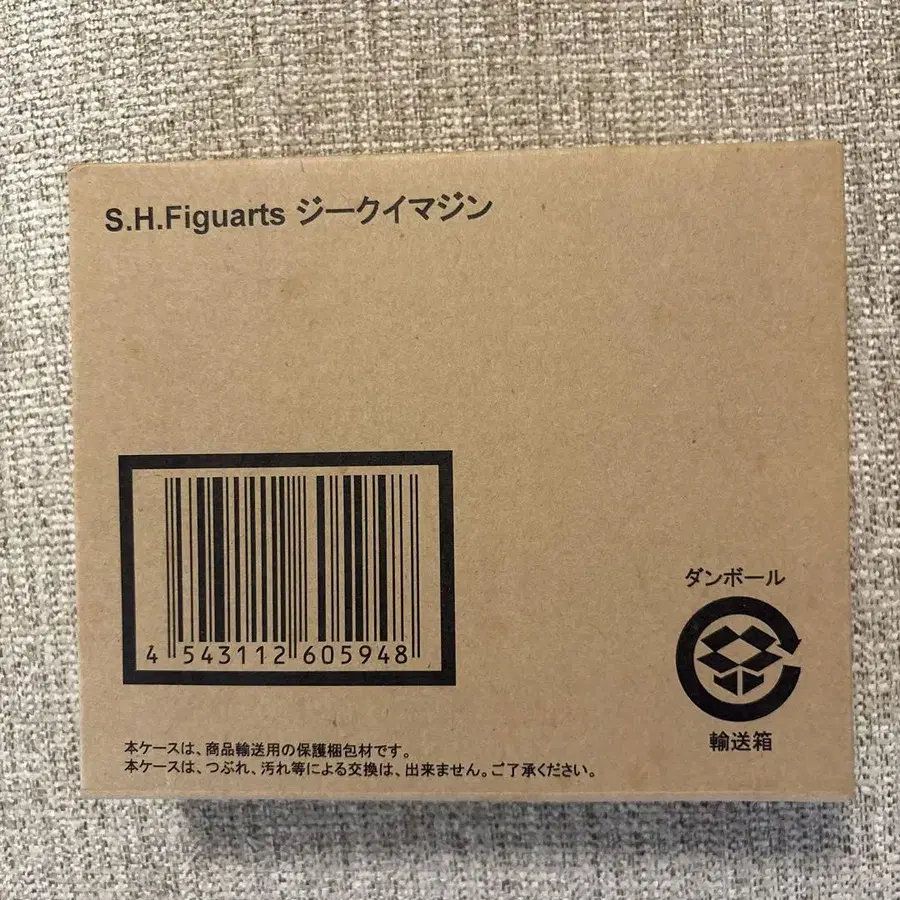 S.H.Figuarts ジークイマジン
4 543112 605948
ダンボール
輸送箱
本ケースは、商品輸送用の保護梱包材です。
本ケースは、つぶれ、汚れ等による交換は、出来ません。ご了承ください。